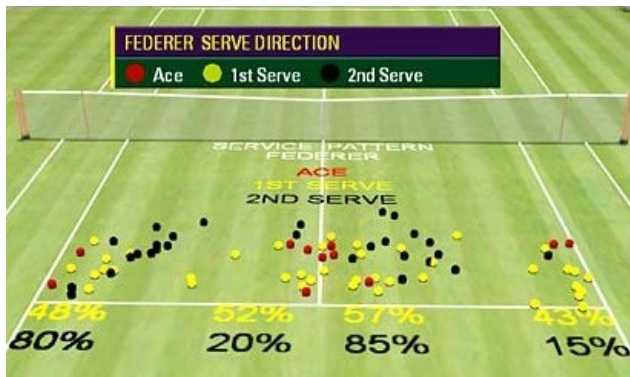 FEDERER SERVE DIRECTION
Ace 1st Serve 2nd Serve
SERVICE PATTERN
FEDERER
ACE
1ST SERVE
2ND SERVE
48% 52% 57% 43%
80% 20% 85% 15%